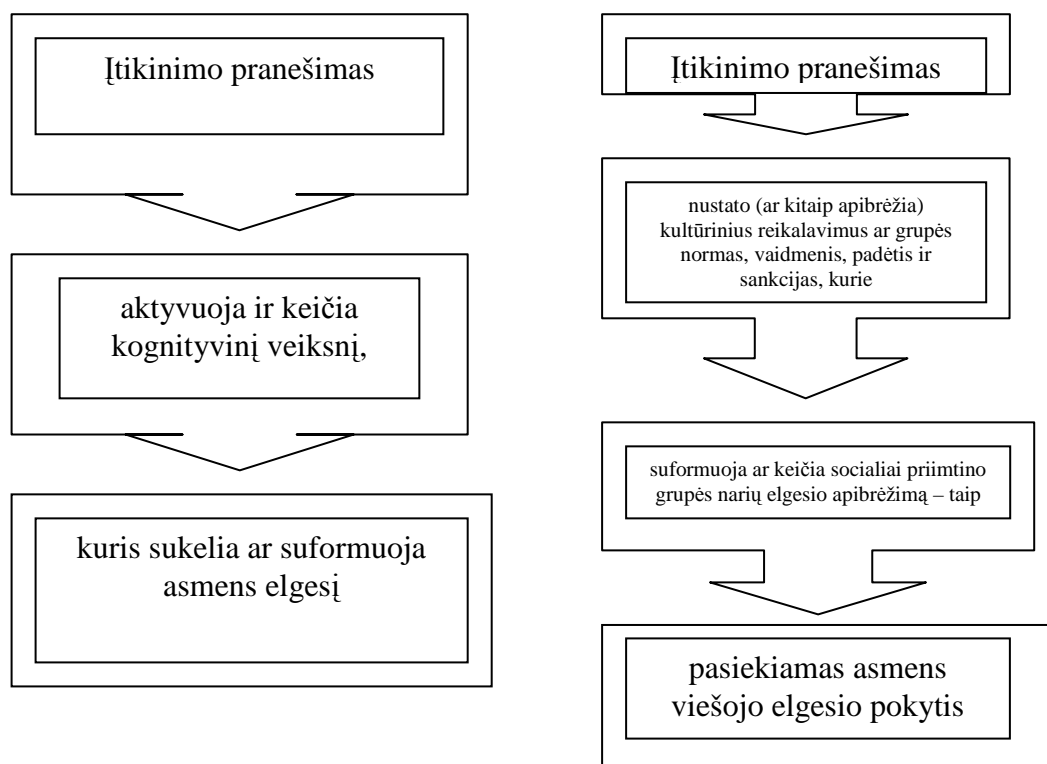 Įtikinimo pranešimas
aktyvuoja ir keičia
kognityvinį veiksnį,
kuris sukelia ar suformuoja
asmens elgesį
Įtikinimo pranešimas
nustato (ar kitaip apibrėžia)
kultūrinius reikalavimus ar grupės
normas, vaidmenis, padėtis ir
sankcijas, kurie
suformuoja ar keičia socialiai priimtino
grupės narių elgesio apibrėžimą – taip
pasiekiamas asmens
viešojo elgesio pokytis